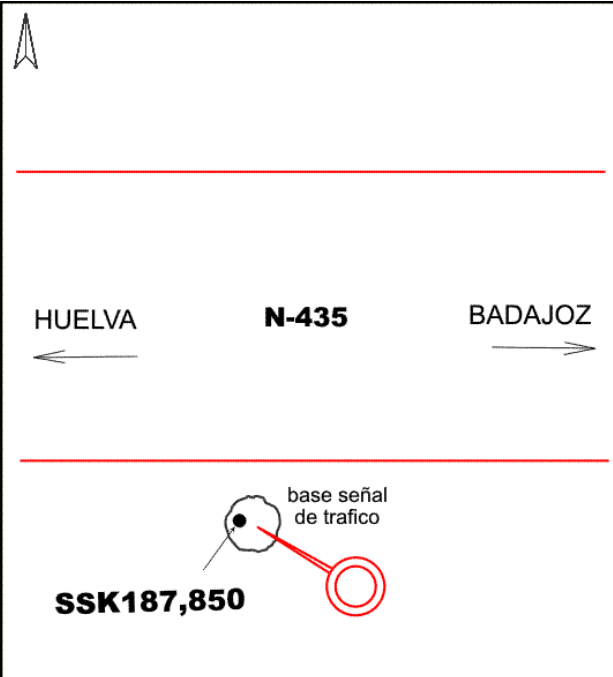 HUELVA
N-435
BADAJOZ
base señal
de trafico
SSK187,850